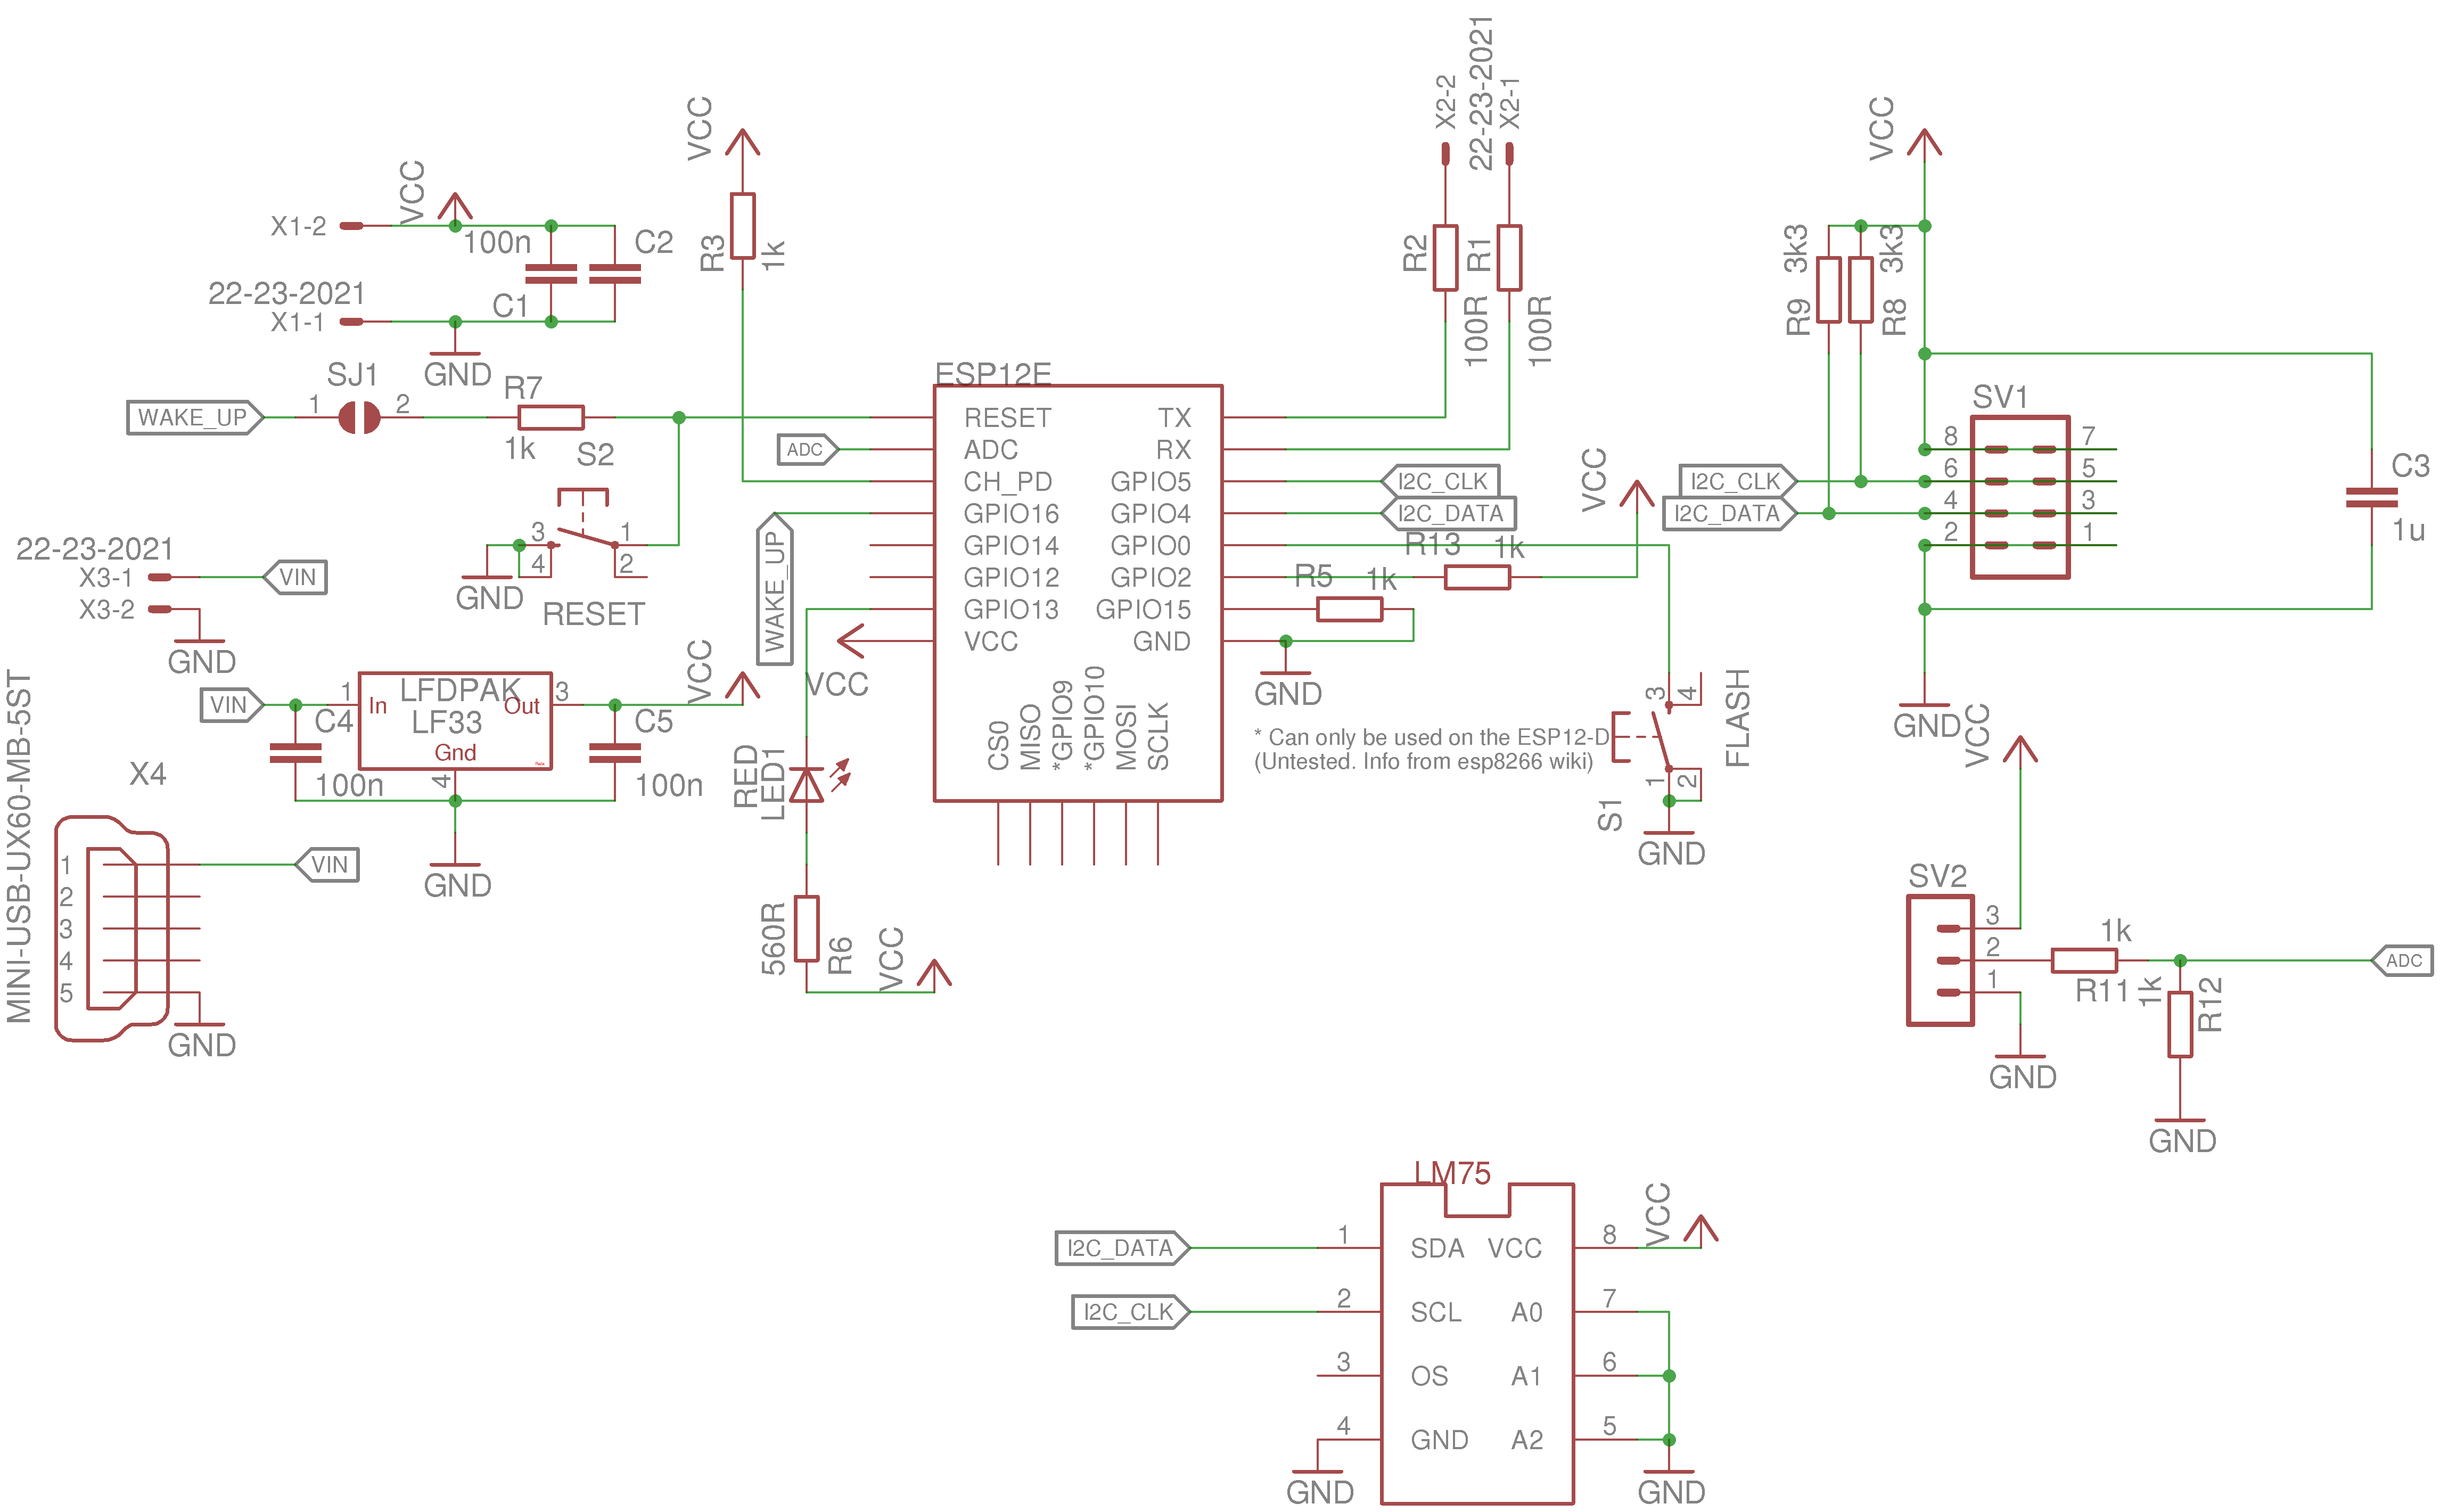 X1-2
VCC
100n
C2
22-23-2021
X1-1
C1
GND
VCC
R3
1k
X2-2
22-23-2021
X2-1
R2
R1
100R
100R
VCC
3k3
3k3
R9
R8
SJ1
WAKE_UP
1
2
R7
1k
S2
3
1
4
2
GND
RESET
ADC
WAKE_UP
ESP12E
RESET
ADC
CH_PD
GPIO16
GPIO14
GPIO12
GPIO13
VCC
TX
RX
GPIO5
GPIO4
GPIO0
GPIO2
GPIO15
GND
CS0
MISO
*GPIO9
*GPIO10
MOSI
SCLK
I2C_CLK
I2C_DATA
R13
1k
R5
1k
VCC
GND
* Can only be used on the ESP12-D
(Untested. Info from esp8266 wiki)
3
4
1
2
FLASH
S1
GND
I2C_CLK
I2C_DATA
SV1
8
7
6
5
4
3
2
1
C3
1u
GND
22-23-2021
X3-1
VIN
X3-2
GND
VIN
1
In
LFDPAK
LF33
Out
3
Gnd
4
C4
100n
C5
100n
VCC
GND
VCC
RED
LED1
560R
R6
VCC
X4
MINI-USB-UX60-MB-5ST
1
2
3
4
5
VIN
GND
VCC
SV2
3
2
1
1k
R11
1k
R12
ADC
GND
GND
LM75
I2C_DATA
1
SDA
VCC
8
VCC
I2C_CLK
2
SCL
A0
7
3
OS
A1
6
4
GND
A2
5
GND
GND